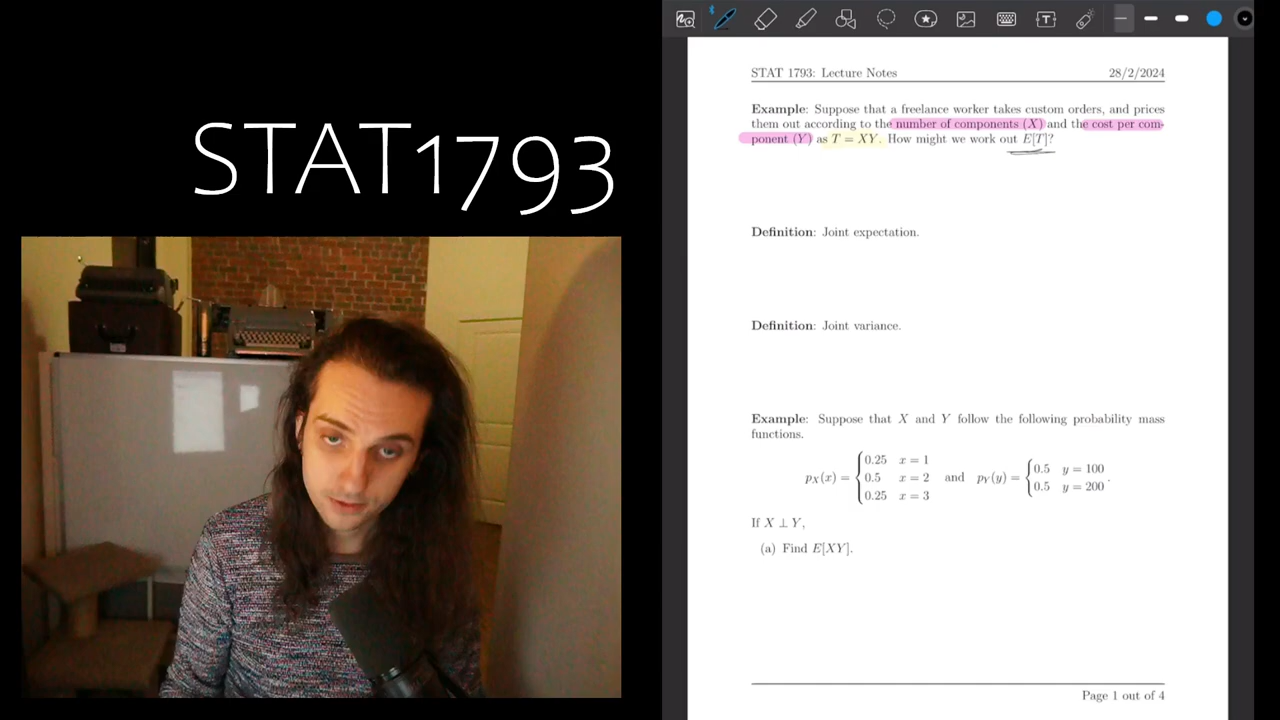 STAT1793
STAT 1793: Lecture Notes 28/2/2024
Example: Suppose that a freelance worker takes custom orders, and prices
them out according to the number of components (X) and the cost per com-
ponent (Y) as T = XY. How might we work out E[T]?
Definition: Joint expectation.
Definition: Joint variance.
Example: Suppose that X and Y follow the following probability mass
functions.
pX(x) = { 0.25 x = 1
0.5 x = 2
0.25 x = 3
and pY(y) = { 0.5 y = 100
0.5 y = 200 .
If X ⊥ Y,
(a) Find E[XY].
Page 1 out of 4